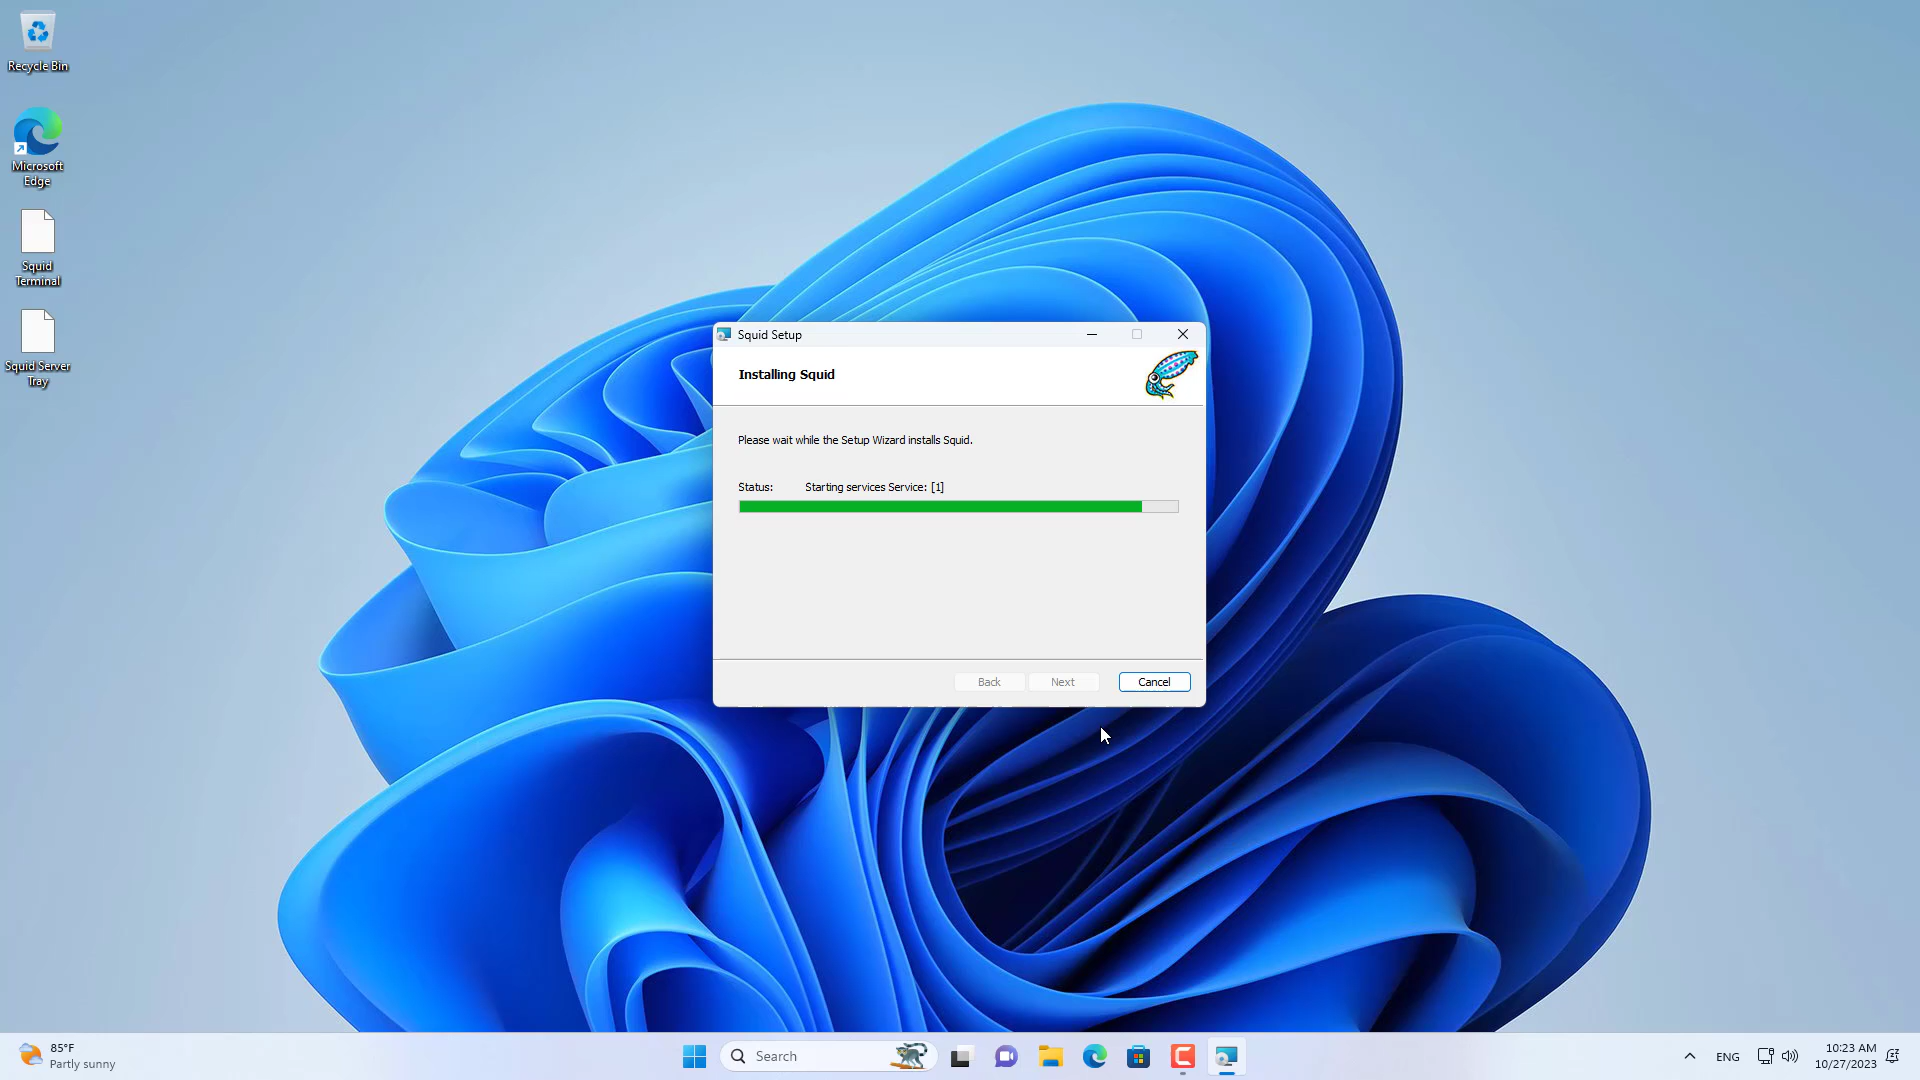 Recycle Bin
Microsoft
Edge
Squid
Terminal
Squid Server
Tray
Squid Setup
Installing Squid
Please wait while the Setup Wizard installs Squid.
Status: Starting services Service: [1]
Back Next Cancel
85°F
Partly sunny
Search
ENG
10:23 AM
10/27/2023